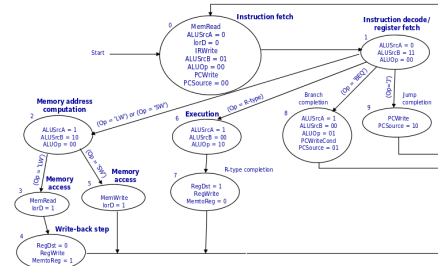 Instruction fetch
0
MemRead
ALUSrcA = 0
IorD = 0
IRWrite
ALUSrcB = 01
ALUOp = 00
PCWrite
PCSource = 00
Start
Instruction decode/
register fetch
1
ALUSrcA = 0
ALUSrcB = 11
ALUOp = 00
(Op = 'LW') or (Op = 'SW')
(Op = R-type)
(Op = 'BEQ')
(Op='J')
Memory address
computation
2
ALUSrcA = 1
ALUSrcB = 10
ALUOp = 00
Execution
6
ALUSrcA = 1
ALUSrcB = 00
ALUOp = 10
Branch
completion
8
ALUSrcA = 1
ALUSrcB = 00
ALUOp = 01
PCWriteCond
PCSource = 01
Jump
completion
9
PCWrite
PCSource = 10
(Op = 'LW')
(Op = 'SW')
Memory
access
3
MemRead
IorD = 1
Memory
access
5
MemWrite
IorD = 1
R-type completion
7
RegDst = 1
RegWrite
MemtoReg = 0
Write-back step
4
RegDst = 0
RegWrite
MemtoReg = 1